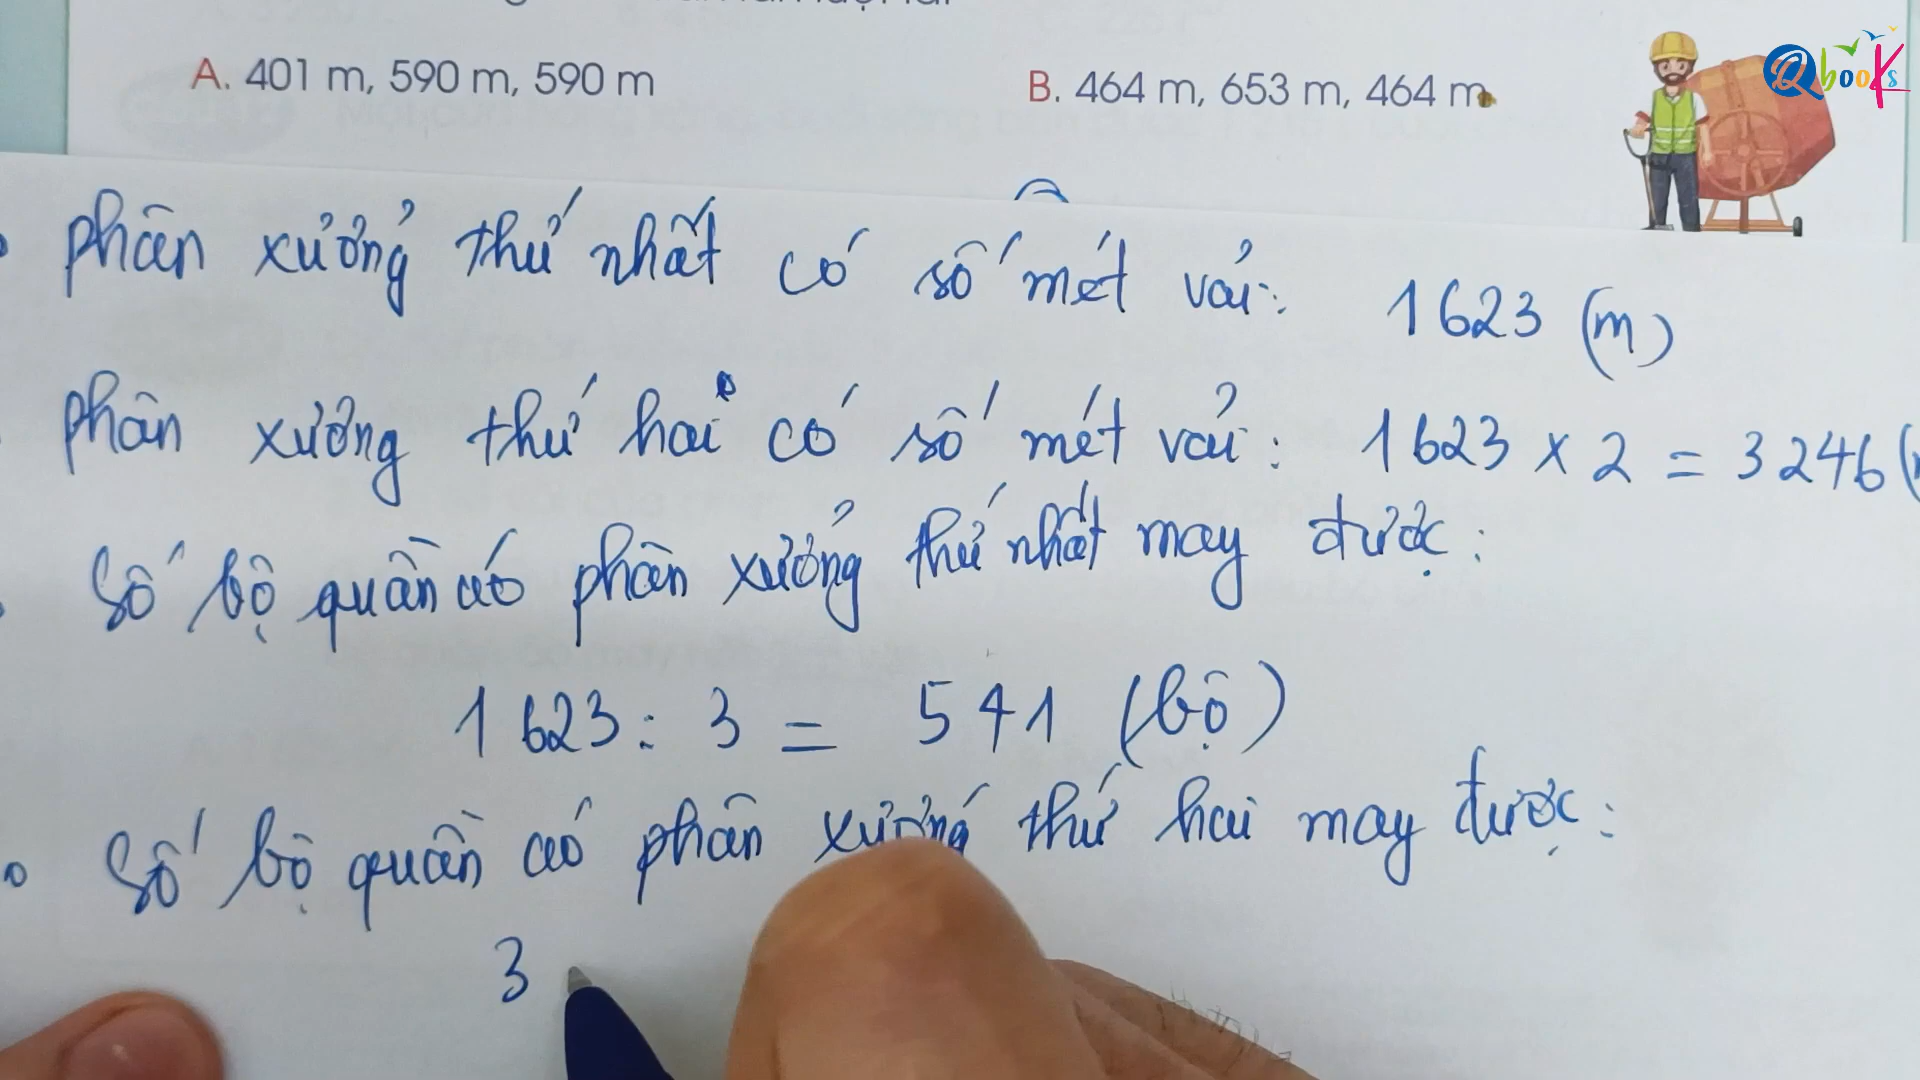 A. 401 m, 590 m, 590 m
B. 464 m, 653 m, 464 m
Qbooks
phân xưởng thứ nhất có số mét vải: 1623 (m)
phân xưởng thứ hai có số mét vải: 1623 x 2 = 3246 (
Số bộ quần áo phân xưởng thứ nhất may được:
1623 : 3 = 541 (bộ)
Số bộ quần áo phân xưởng thứ hai may được:
3